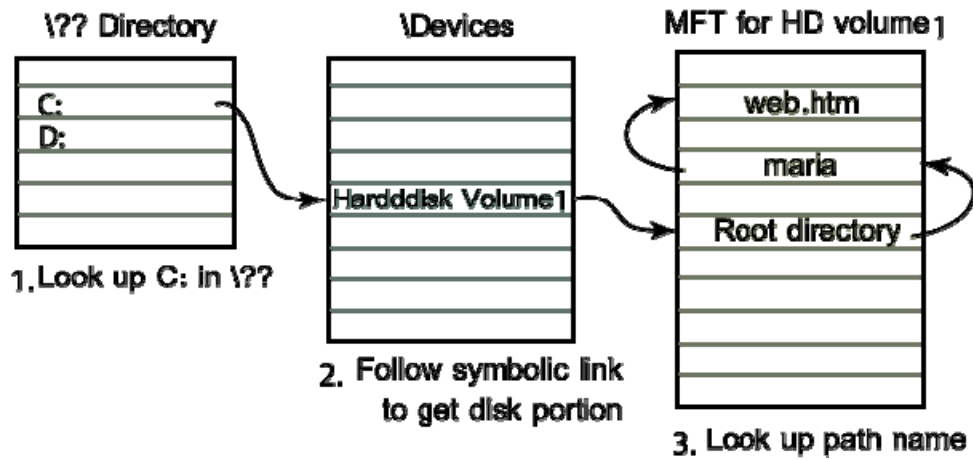 \?? Directory
\Devices
MFT for HD volume1
C:
D:
Hardddisk Volume1
web.htm
maria
Root directory
1.Look up C: in \??
2. Follow symbolic link
to get disk portion
3. Look up path name